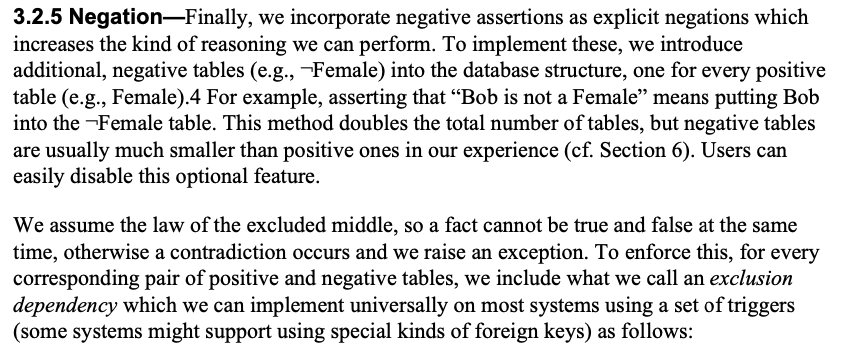 3.2.5 Negation—Finally, we incorporate negative assertions as explicit negations which
increases the kind of reasoning we can perform. To implement these, we introduce
additional, negative tables (e.g., ¬Female) into the database structure, one for every positive
table (e.g., Female).4 For example, asserting that “Bob is not a Female” means putting Bob
into the ¬Female table. This method doubles the total number of tables, but negative tables
are usually much smaller than positive ones in our experience (cf. Section 6). Users can
easily disable this optional feature.
We assume the law of the excluded middle, so a fact cannot be true and false at the same
time, otherwise a contradiction occurs and we raise an exception. To enforce this, for every
corresponding pair of positive and negative tables, we include what we call an exclusion
dependency which we can implement universally on most systems using a set of triggers
(some systems might support using special kinds of foreign keys) as follows: